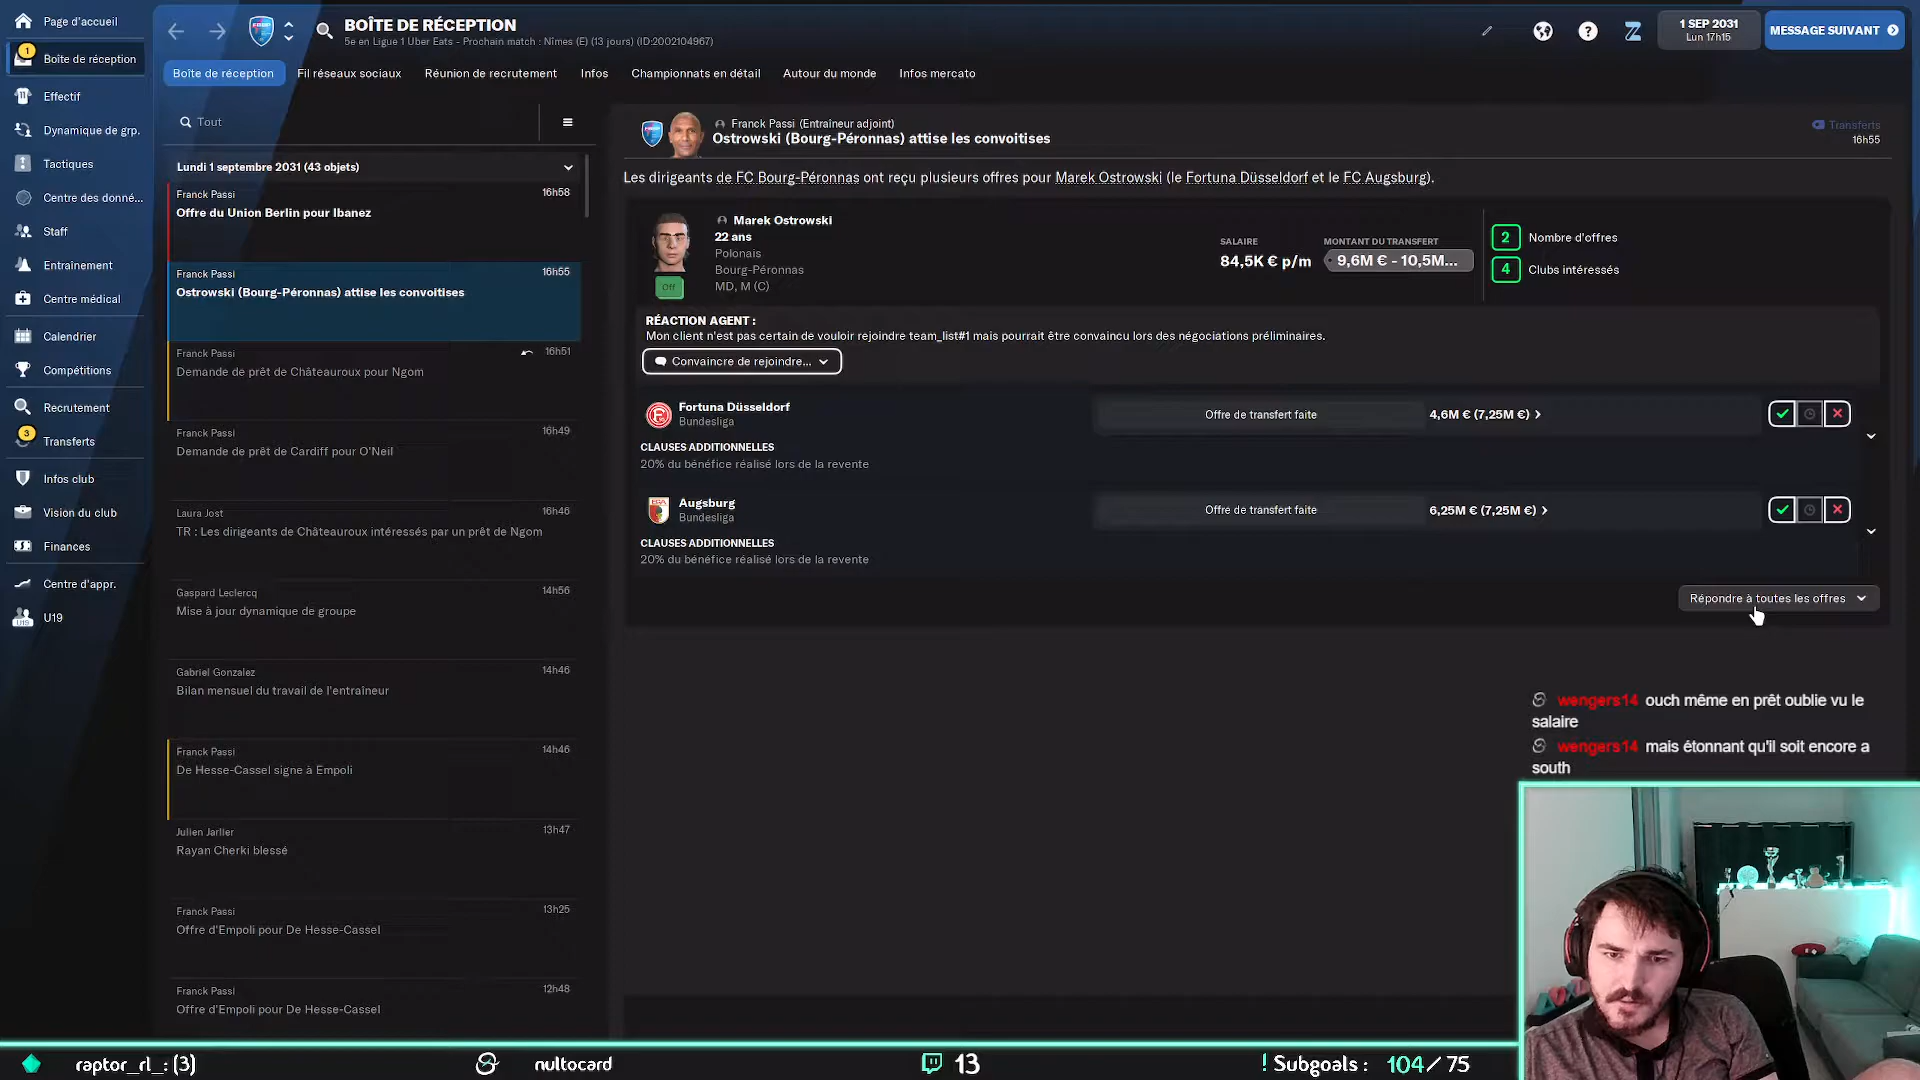 Page d'accueil
1
Boîte de réception
Effectif
Dynamique de grp.
Tactiques
Centre des donné...
Staff
Entraînement
Centre médical
Calendrier
Compétitions
Recrutement
3
Transferts
Infos club
Vision du club
Finances
Centre d'appr.
U19
BOÎTE DE RÉCEPTION
5e en Ligue 1 Uber Eats - Prochain match : Nîmes (E) (13 jours) (ID:2002104967)
1 SEP 2031
Lun 17h15
MESSAGE SUIVANT
Boîte de réception
Fil réseaux sociaux
Réunion de recrutement
Infos
Championnats en détail
Autour du monde
Infos mercato
Tout
Lundi 1 septembre 2031 (43 objets)
Franck Passi
16h58
Offre du Union Berlin pour Ibanez
Franck Passi
16h55
Ostrowski (Bourg-Péronnas) attise les convoitises
Franck Passi
16h51
Demande de prêt de Châteauroux pour Ngom
Franck Passi
16h49
Demande de prêt de Cardiff pour O'Neil
Laura Jost
16h46
TR : Les dirigeants de Châteauroux intéressés par un prêt de Ngom
Gaspard Leclercq
14h56
Mise à jour dynamique de groupe
Gabriel Gonzalez
14h46
Bilan mensuel du travail de l'entraîneur
Franck Passi
14h46
De Hesse-Cassel signe à Empoli
Julien Jarlier
13h47
Rayan Cherki blessé
Franck Passi
13h25
Offre d'Empoli pour De Hesse-Cassel
Franck Passi
12h48
Offre d'Empoli pour De Hesse-Cassel
Franck Passi (Entraîneur adjoint)
Ostrowski (Bourg-Péronnas) attise les convoitises
Transferts
16h55
Les dirigeants de FC Bourg-Péronnas ont reçu plusieurs offres pour Marek Ostrowski (le Fortuna Düsseldorf et le FC Augsburg).
Marek Ostrowski
22 ans
Polonais
Bourg-Péronnas
MD, M (C)
Off
SALAIRE
84,5K € p/m
MONTANT DU TRANSFERT
9,6M € - 10,5M...
2 Nombre d'offres
4 Clubs intéressés
RÉACTION AGENT :
Mon client n'est pas certain de vouloir rejoindre team_list#1 mais pourrait être convaincu lors des négociations préliminaires.
Convaincre de rejoindre...
Fortuna Düsseldorf
Bundesliga
Offre de transfert faite
4,6M € (7,25M €)
CLAUSES ADDITIONNELLES
20% du bénéfice réalisé lors de la revente
Augsburg
Bundesliga
Offre de transfert faite
6,25M € (7,25M €)
CLAUSES ADDITIONNELLES
20% du bénéfice réalisé lors de la revente
Répondre à toutes les offres
wengers14 ouch même en prêt oublie vu le
salaire
wengers14 mais étonnant qu'il soit encore a
south
raptor_rl_: (3)
nultocard
13
! Subgoals : 104 / 75